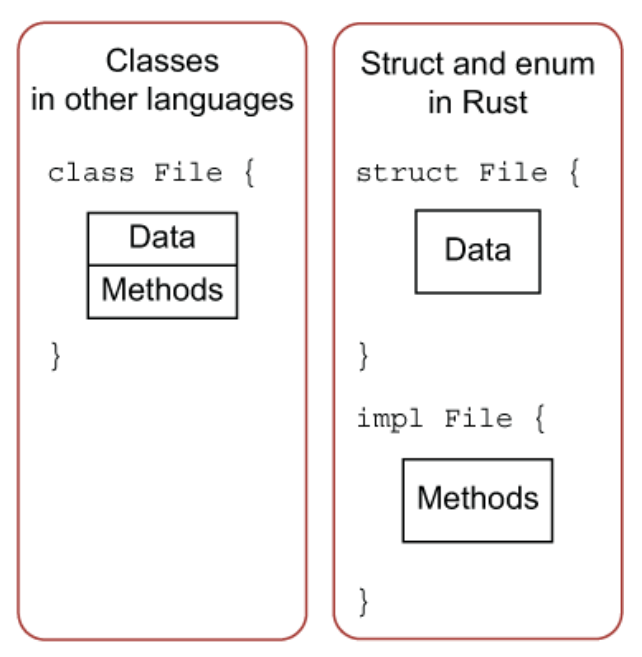 Classes
in other languages
class File {
Data
Methods
}
Struct and enum
in Rust
struct File {
Data
}
impl File {
Methods
}